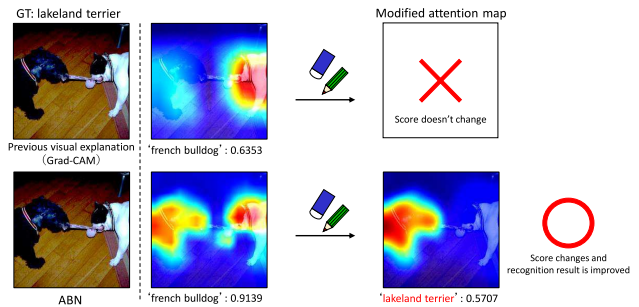 GT: lakeland terrier
Modified attention map
Score doesn't change
Previous visual explanation
(Grad-CAM)
'french bulldog' : 0.6353
ABN
'french bulldog' : 0.9139
'lakeland terrier' : 0.5707
Score changes and
recognition result is improved